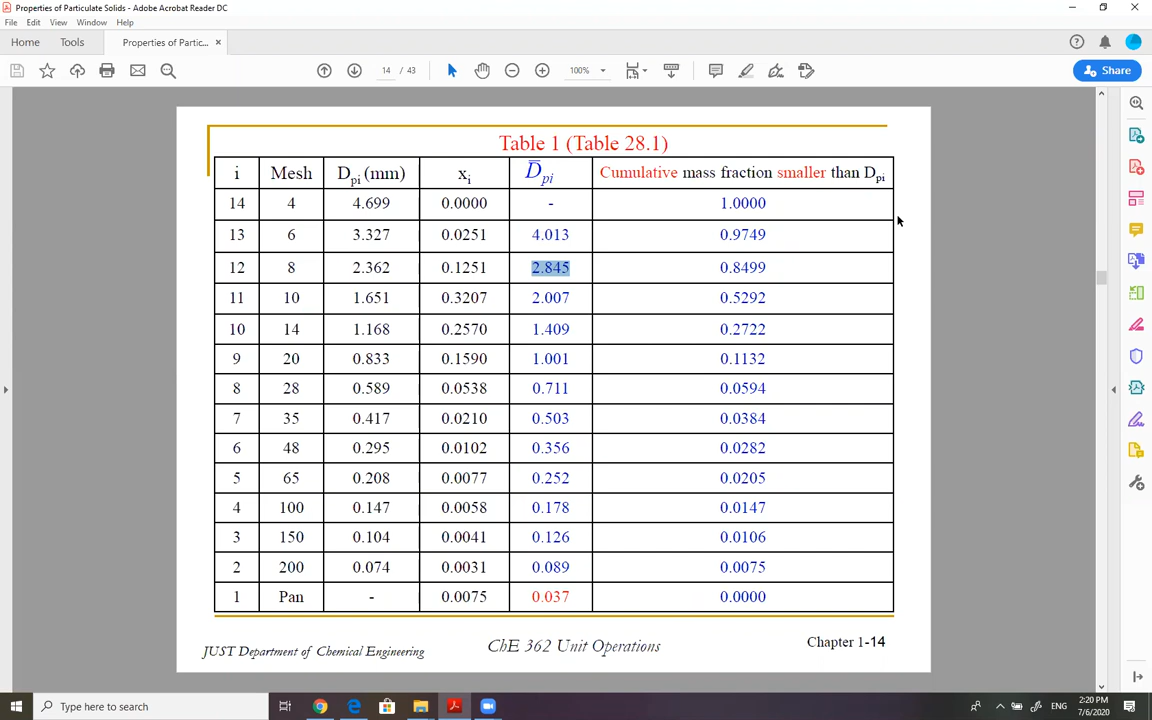 Properties of Particulate Solids - Adobe Acrobat Reader DC
File Edit View Window Help
Home Tools Properties of Partic... ×
14 / 43 100% Share
Table 1 (Table 28.1)
i Mesh Dpi (mm) xi D̅pi Cumulative mass fraction smaller than Dpi
14 4 4.699 0.0000 - 1.0000
13 6 3.327 0.0251 4.013 0.9749
12 8 2.362 0.1251 2.845 0.8499
11 10 1.651 0.3207 2.007 0.5292
10 14 1.168 0.2570 1.409 0.2722
9 20 0.833 0.1590 1.001 0.1132
8 28 0.589 0.0538 0.711 0.0594
7 35 0.417 0.0210 0.503 0.0384
6 48 0.295 0.0102 0.356 0.0282
5 65 0.208 0.0077 0.252 0.0205
4 100 0.147 0.0058 0.178 0.0147
3 150 0.104 0.0041 0.126 0.0106
2 200 0.074 0.0031 0.089 0.0075
1 Pan - 0.0075 0.037 0.0000
JUST Department of Chemical Engineering ChE 362 Unit Operations Chapter 1-14
Type here to search
ENG
2:20 PM
7/6/2020